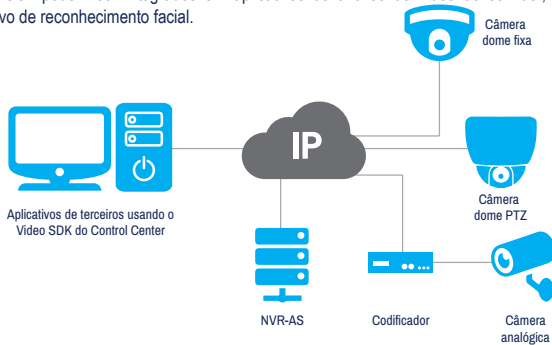 vo de reconhecimento facial.
Câmera
dome fixa
IP
Câmera
dome PTZ
Aplicativos de terceiros usando o
Video SDK do Control Center
NVR-AS
Codificador
Câmera
analógica